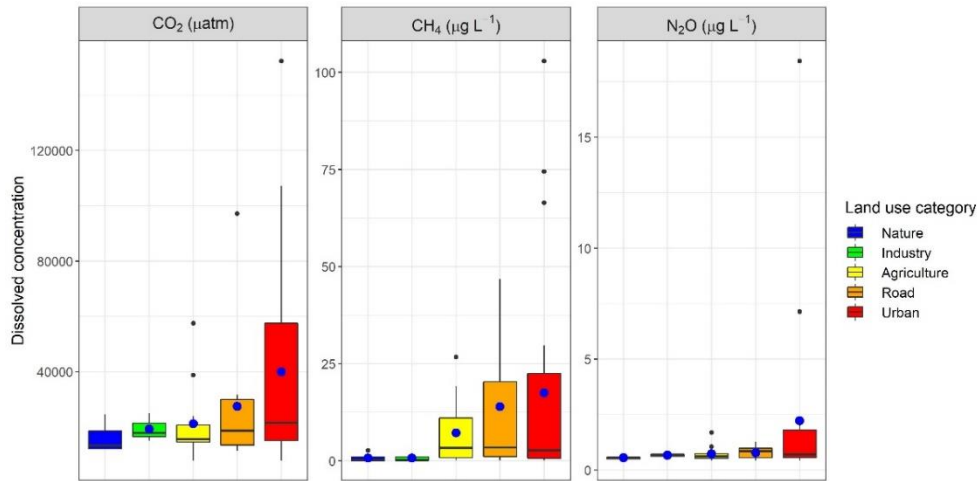 CO₂ (µatm)
CH₄ (µg L⁻¹)
N₂O (µg L⁻¹)
Dissolved concentration
120000
80000
40000
100
75
50
25
0
15
10
5
0
Land use category
Nature
Industry
Agriculture
Road
Urban